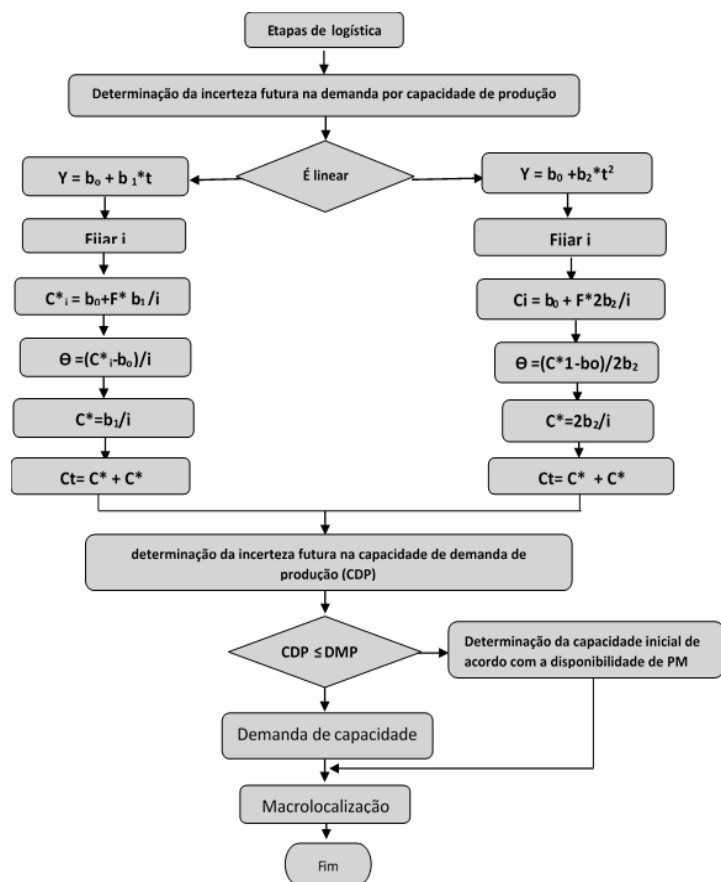 Etapas de logística
Determinação da incerteza futura na demanda por capacidade de produção
É linear
Y = b₀ + b ₁*t
Fijar i
C*ᵢ = b₀+F* b₁/i
Ɵ =(C*ᵢ-b₀)/i
C*=b₁/i
Ct= C* + C*
Y = b₀ +b₂*t²
Fijar i
Ci = b₀ + F*2b₂/i
Ɵ =(C*1-bo)/2b₂
C*=2b₂/i
Ct= C* + C*
determinação da incerteza futura na capacidade de demanda de
produção (CDP)
CDP ≤ DMP
Determinação da capacidade inicial de
acordo com a disponibilidade de PM
Demanda de capacidade
Macrolocalização
Fim